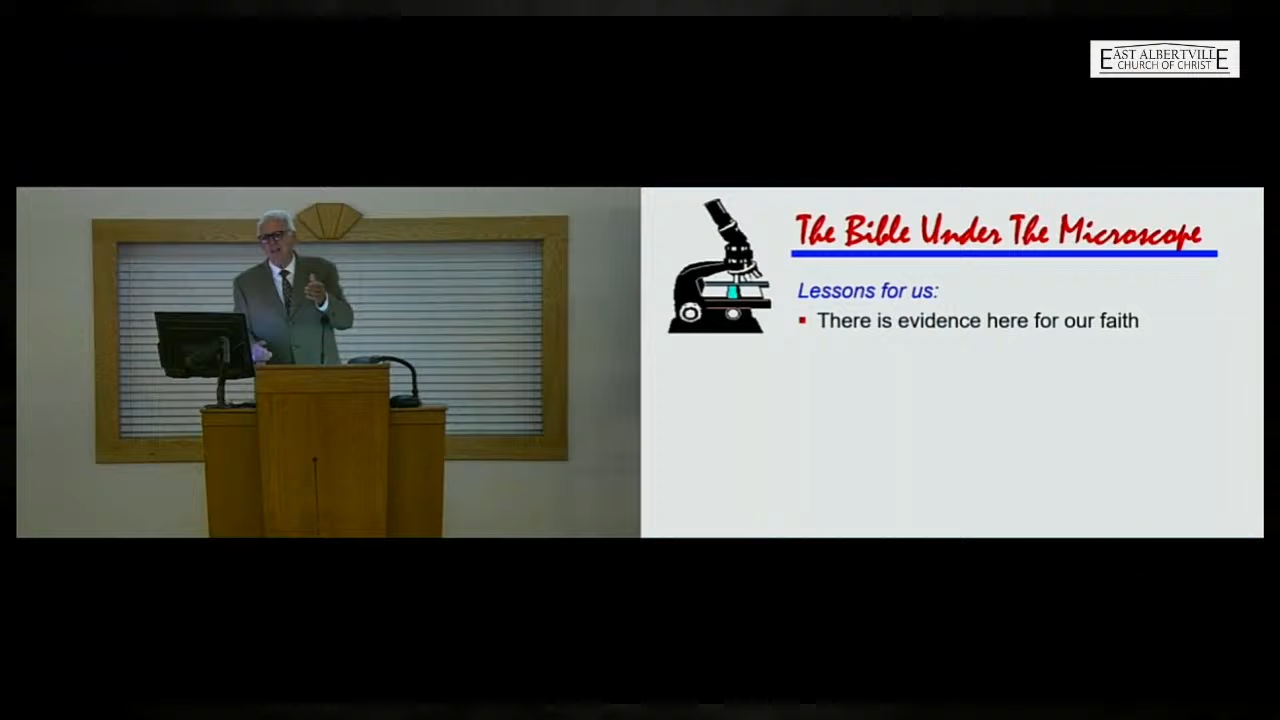 EAST ALBERTVILLE
CHURCH OF CHRIST
The Bible Under The Microscope
Lessons for us:
There is evidence here for our faith